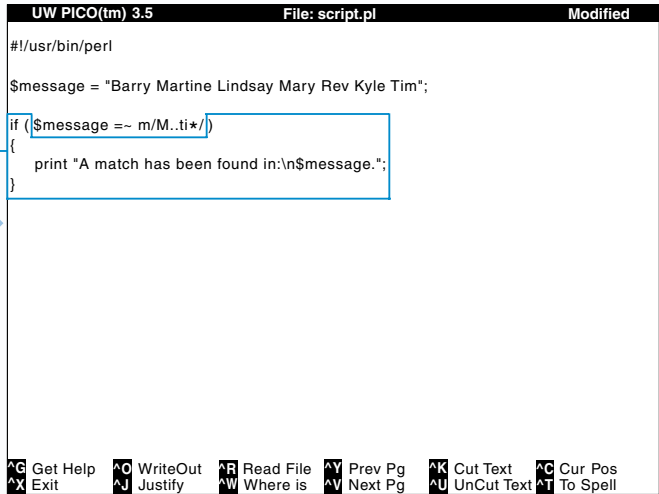 UW PICO(tm) 3.5 File: script.pl Modified
#!/usr/bin/perl
$message = "Barry Martine Lindsay Mary Rev Kyle Tim";
if ( $message =~ m/M..ti*/ )
{
print "A match has been found in:\n$message.";
}
^G Get Help ^O WriteOut ^R Read File ^Y Prev Pg ^K Cut Text ^C Cur Pos
^X Exit ^J Justify ^W Where is ^V Next Pg ^U UnCut Text ^T To Spell